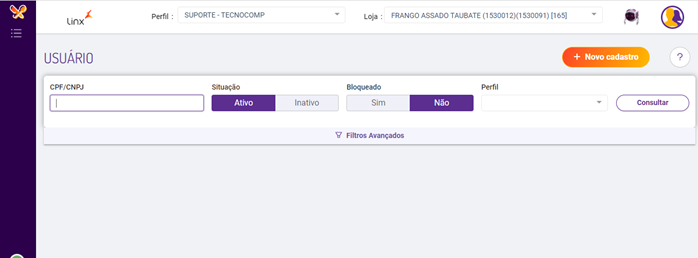 Linx
Perfil : SUPORTE - TECNOCOMP Loja : FRANGO ASSADO TAUBATE (1530012)(1530091) [165]
USUÁRIO + Novo cadastro ?
CPF/CNPJ Situação Bloqueado Perfil
Ativo Inativo Sim Não Consultar
Filtros Avançados